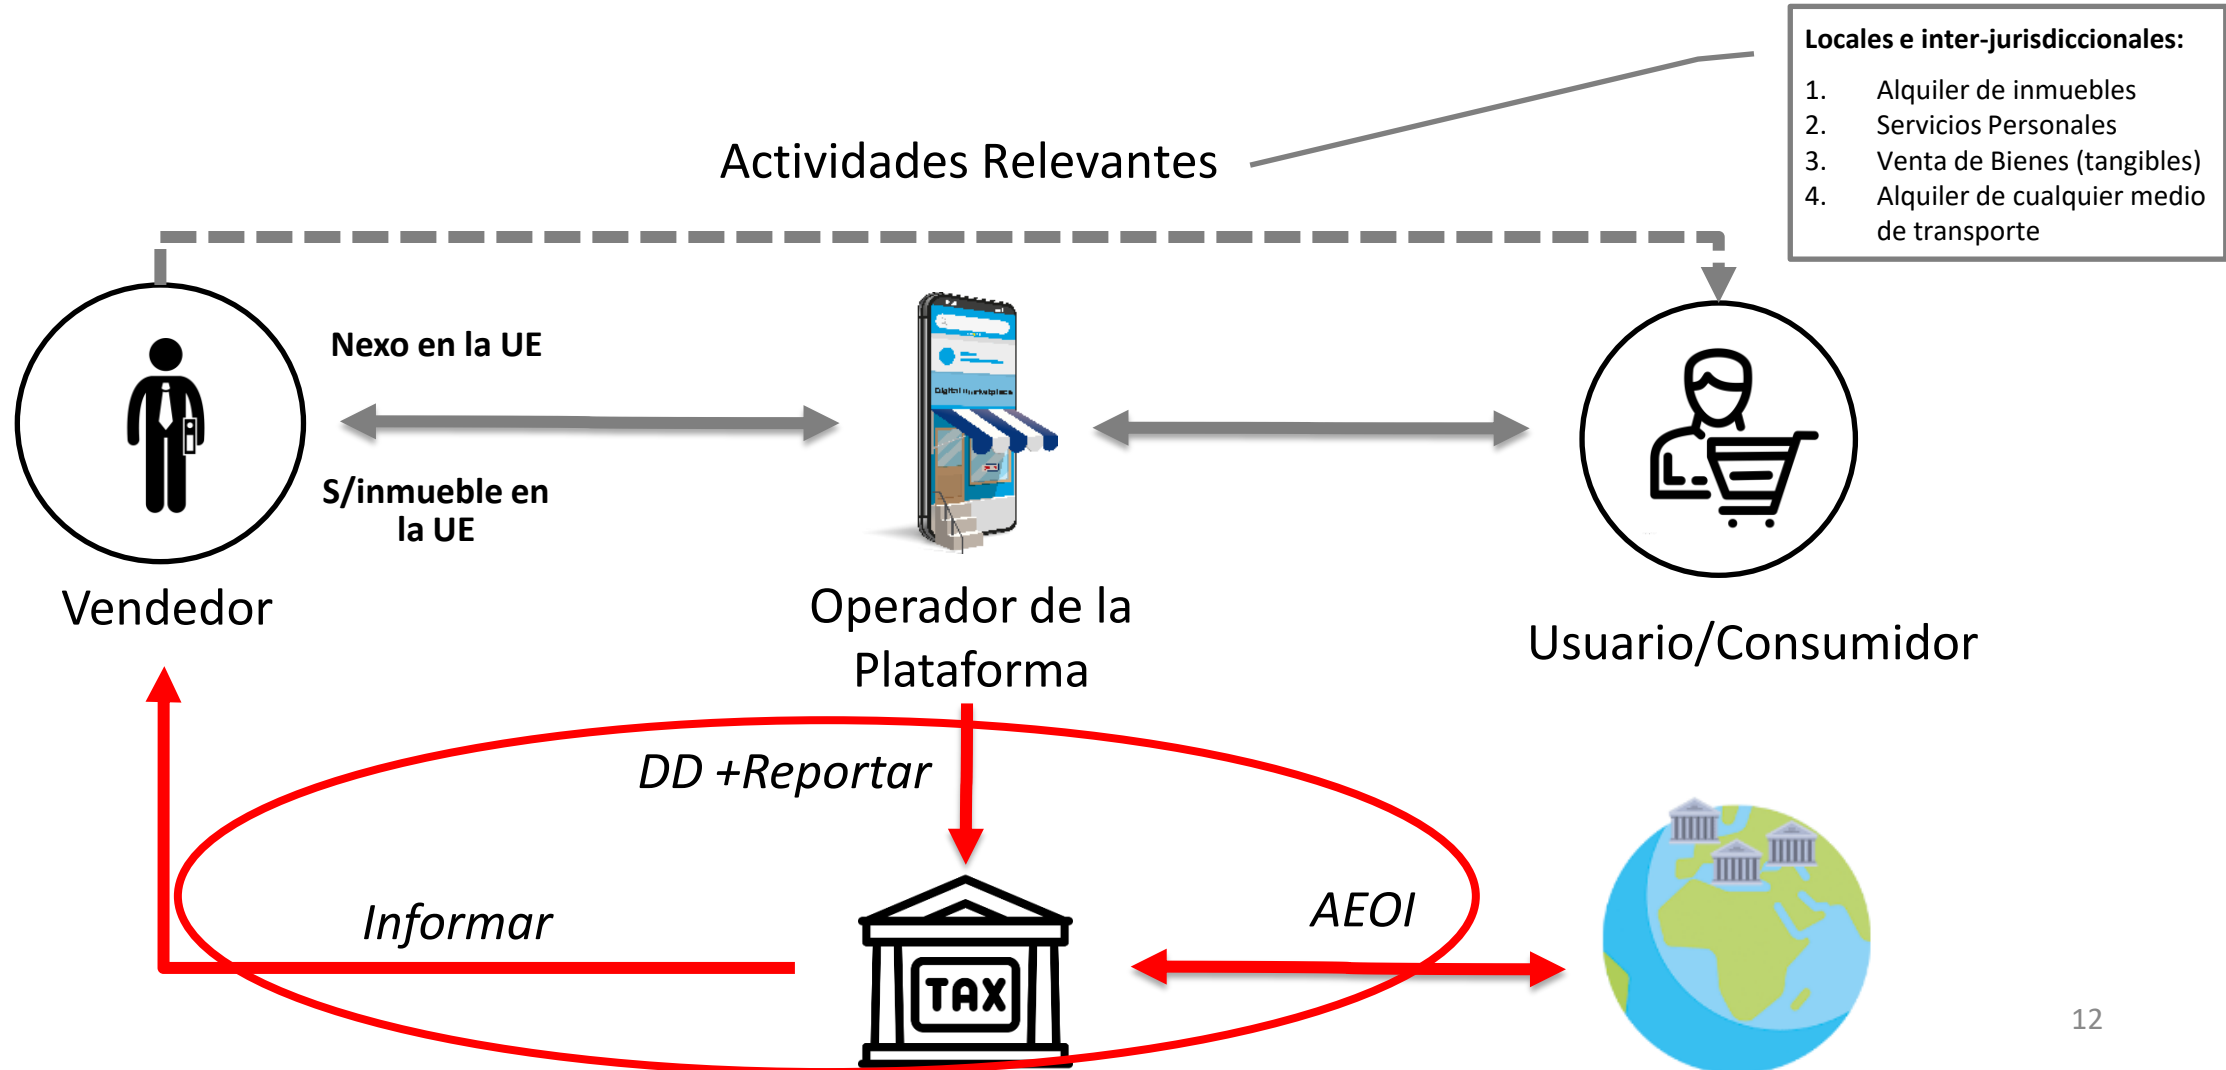 Locales e inter-jurisdiccionales:
1. Alquiler de inmuebles
2. Servicios Personales
3. Venta de Bienes (tangibles)
4. Alquiler de cualquier medio
de transporte
Actividades Relevantes
Nexo en la UE
S/inmueble en
la UE
Digital marketplace
Vendedor
Operador de la
Plataforma
Usuario/Consumidor
DD +Reportar
Informar
AEOI
TAX
12